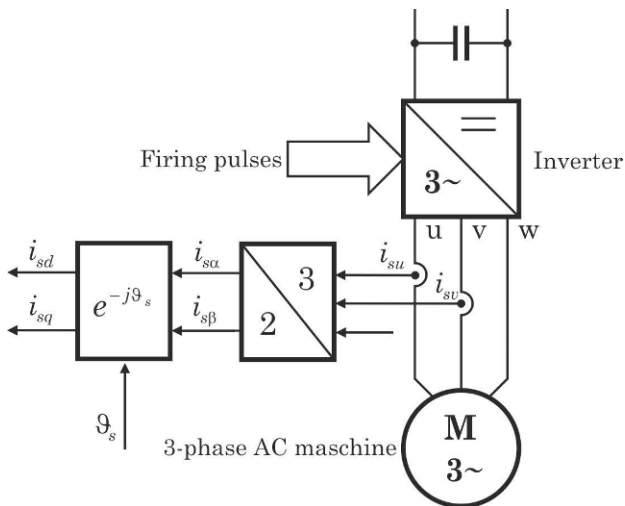 Firing pulses
=
3~
Inverter
u v w
i_sd
i_sq
e^{-jϑ_s}
i_sα
i_sβ
3
2
i_su
i_sv
ϑ_s
3-phase AC maschine
M
3~